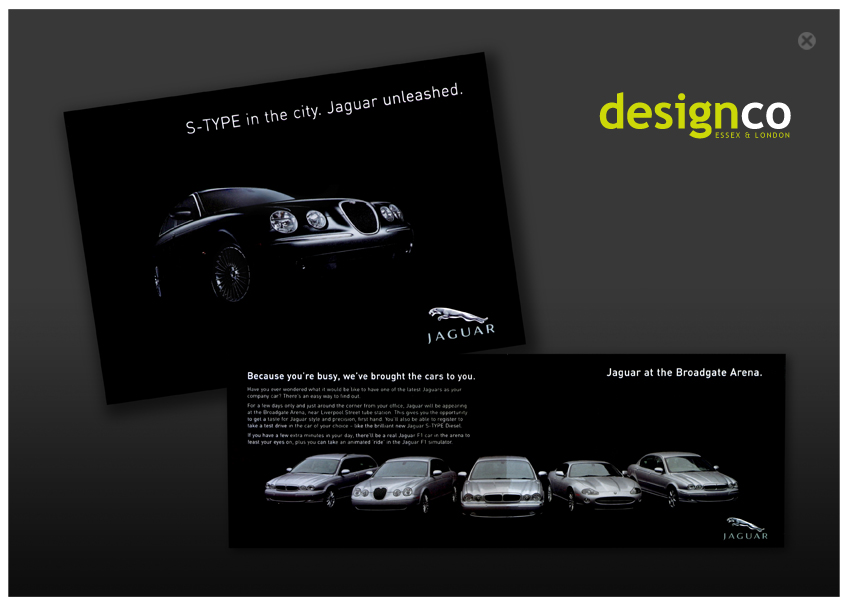 S-TYPE in the city. Jaguar unleashed.
designco
ESSEX & LONDON
JAGUAR
Because you're busy, we've brought the cars to you.
Jaguar at the Broadgate Arena.
Have you ever wondered what it would be like to have one of the latest Jaguars as your
company car? There's an easy way to find out.
For a few days only and just around the corner from your office, Jaguar will be appearing
at the Broadgate Arena, near Liverpool Street tube station. This gives you the opportunity
to get a taste for Jaguar style and precision, first hand. You'll also be able to register to
take a test drive in the car of your choice – like the brilliant new Jaguar S-TYPE Diesel.
If you have a few extra minutes in your day, there'll be a real Jaguar F1 car in the arena to
feast your eyes on, plus you can take an animated 'ride' in the Jaguar F1 simulator.
JAGUAR